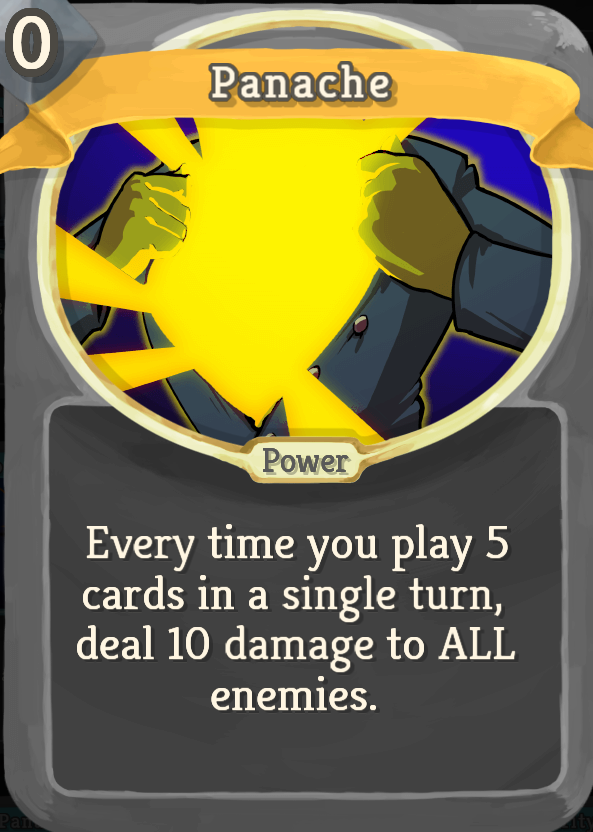 0
Panache
Power
Every time you play 5
cards in a single turn,
deal 10 damage to ALL
enemies.